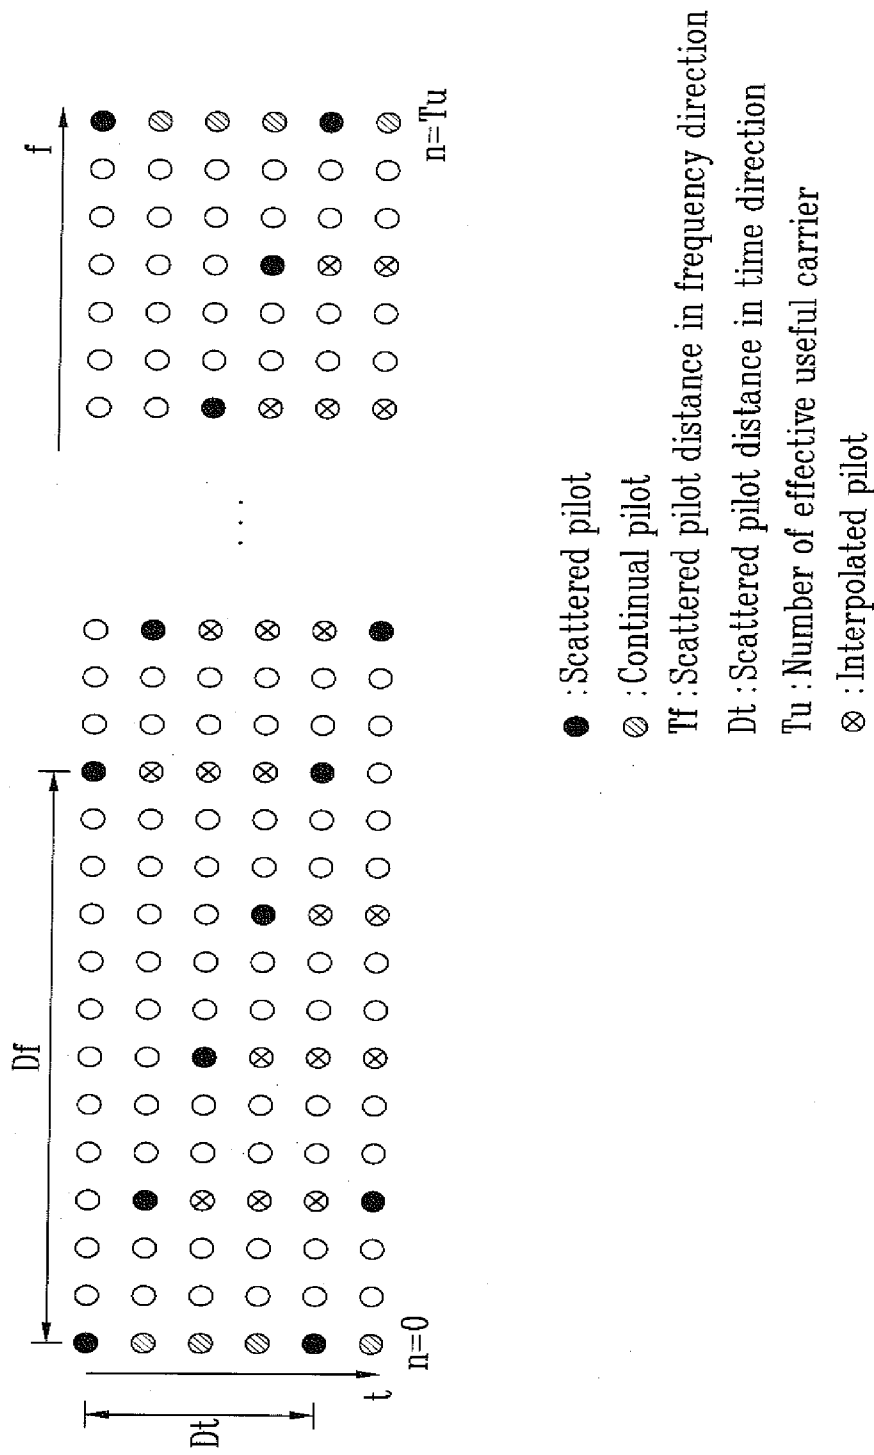 f
Df
Dt
t
n=0
. . .
n=Tu
● :Scattered pilot
:Continual pilot
Tf :Scattered pilot distance in frequency direction
Dt :Scattered pilot distance in time direction
Tu :Number of effective useful carrier
⊗ :Interpolated pilot